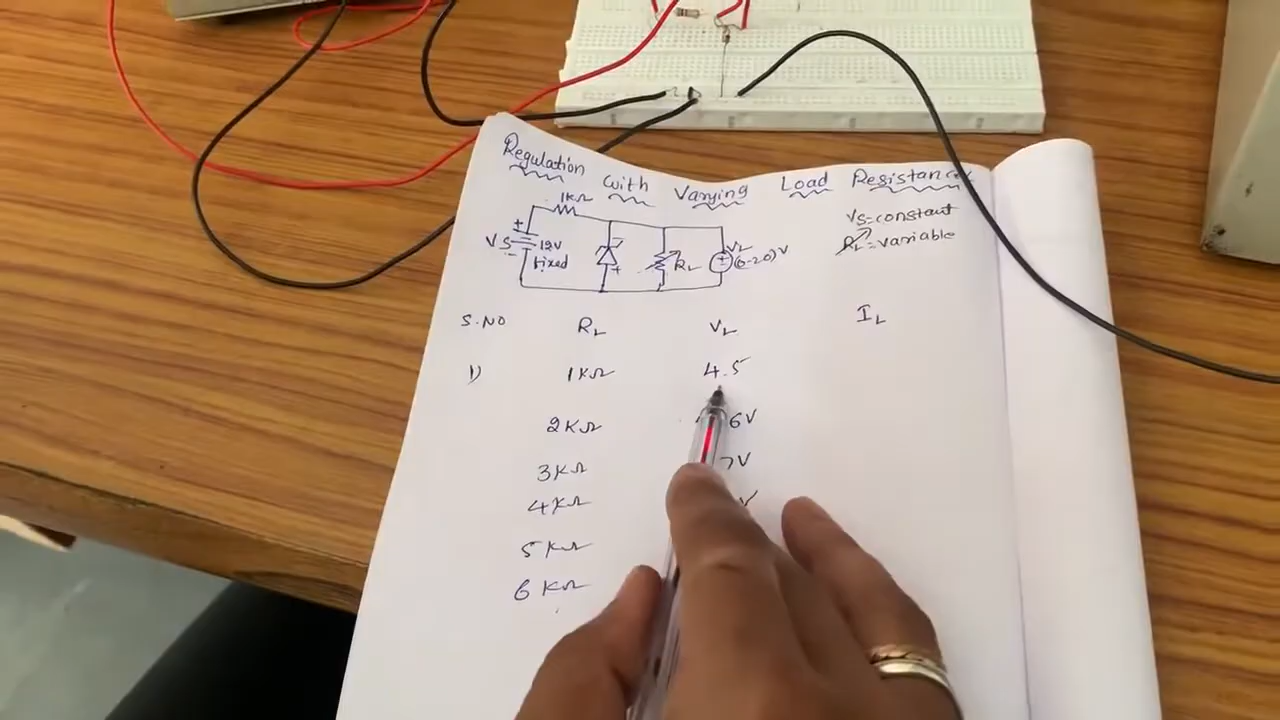 Regulation with Varying Load Resistance
1KΩ
VS=constant
RL=variable
+
VS 12V
-
Fixed
+
RL
VL
± (0-20)V
S.NO RL VL IL
1) 1KΩ 4.5
2KΩ 6V
3KΩ 7V
4KΩ V
5KΩ
6KΩ